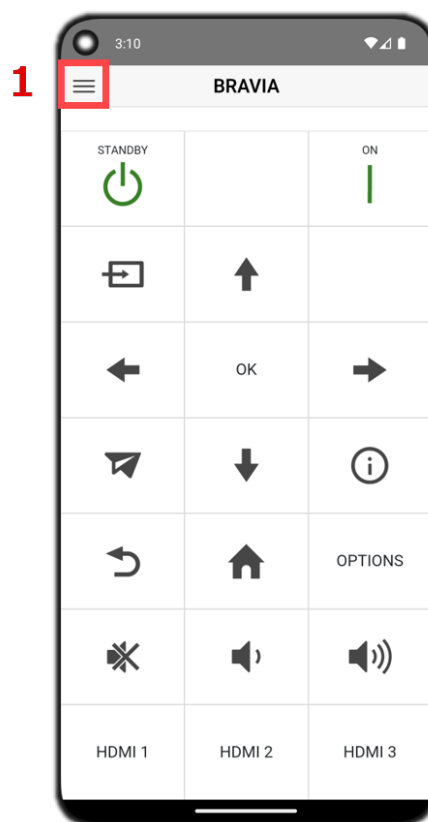 3:10
1
BRAVIA
STANDBY
ON
OK
OPTIONS
HDMI 1
HDMI 2
HDMI 3